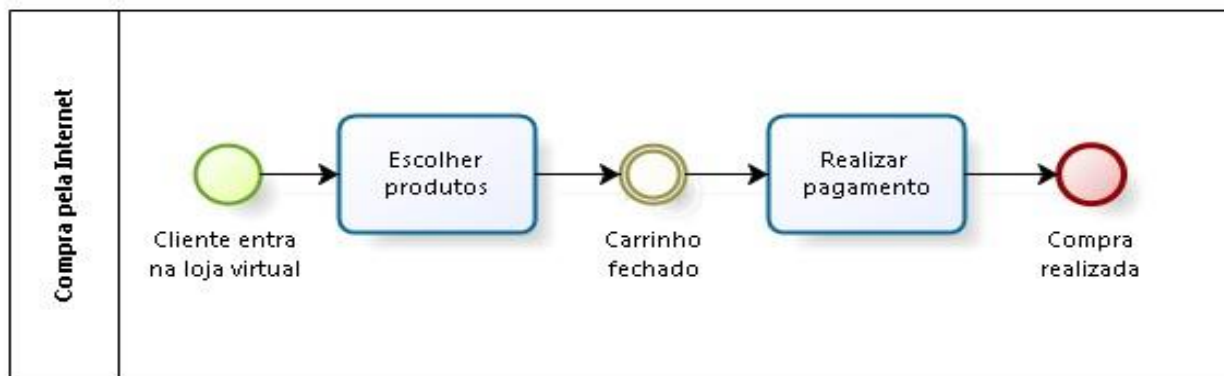 Compra pela Internet
Cliente entra
na loja virtual
Escolher
produtos
Carrinho
fechado
Realizar
pagamento
Compra
realizada